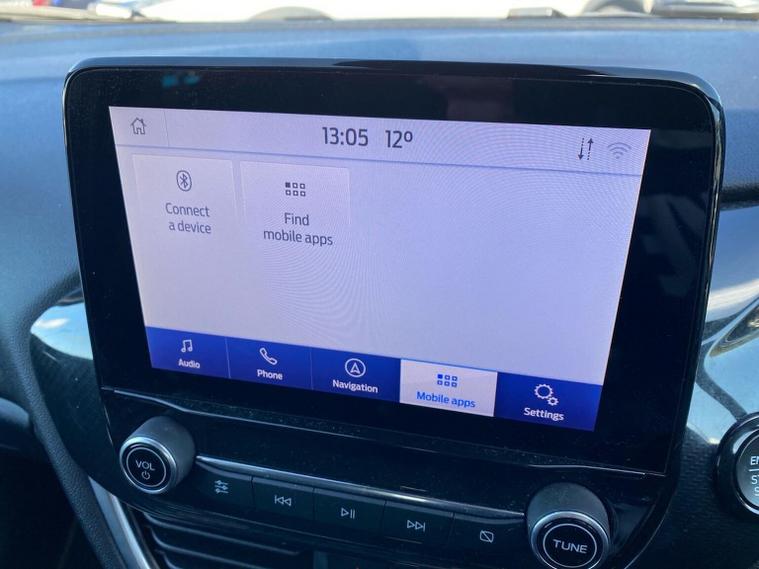 13:05 12°
Connect
a device
Find
mobile apps
Audio
Phone
Navigation
Mobile apps
Settings
VOL
TUNE